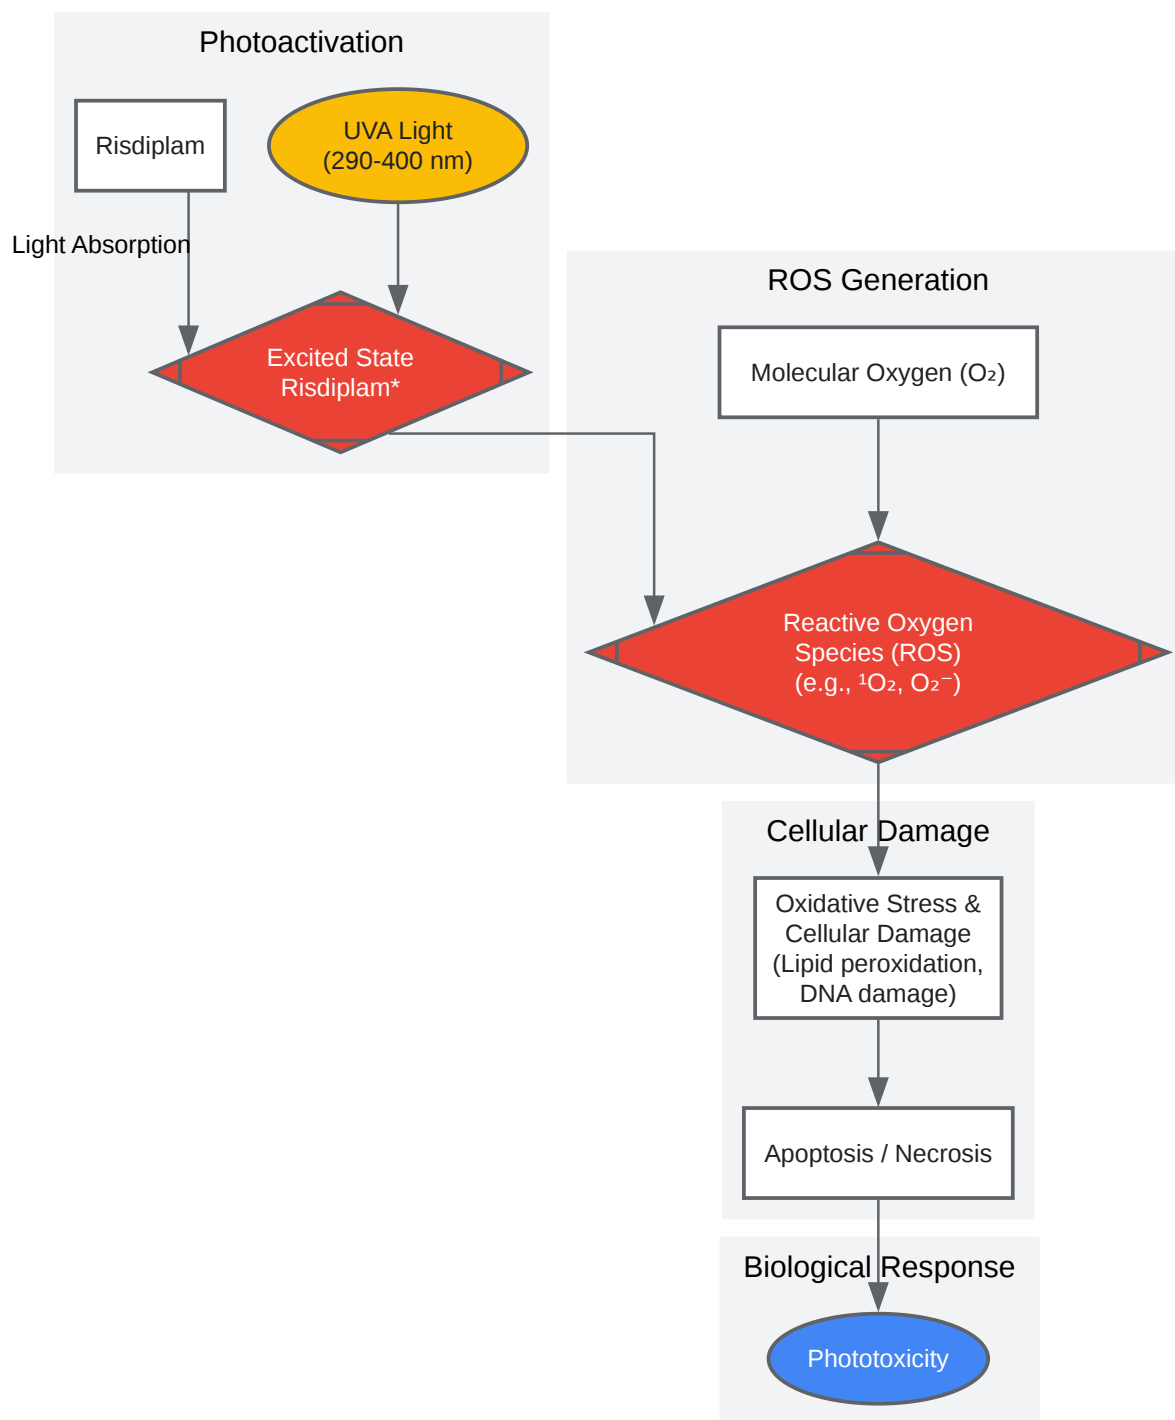 Photoactivation
Risdiplam
UVA Light
(290-400 nm)
Light Absorption
Excited State
Risdiplam*
ROS Generation
Molecular Oxygen (O₂)
Reactive Oxygen
Species (ROS)
(e.g., ¹O₂, O₂⁻)
Cellular Damage
Oxidative Stress &
Cellular Damage
(Lipid peroxidation,
DNA damage)
Apoptosis / Necrosis
Biological Response
Phototoxicity